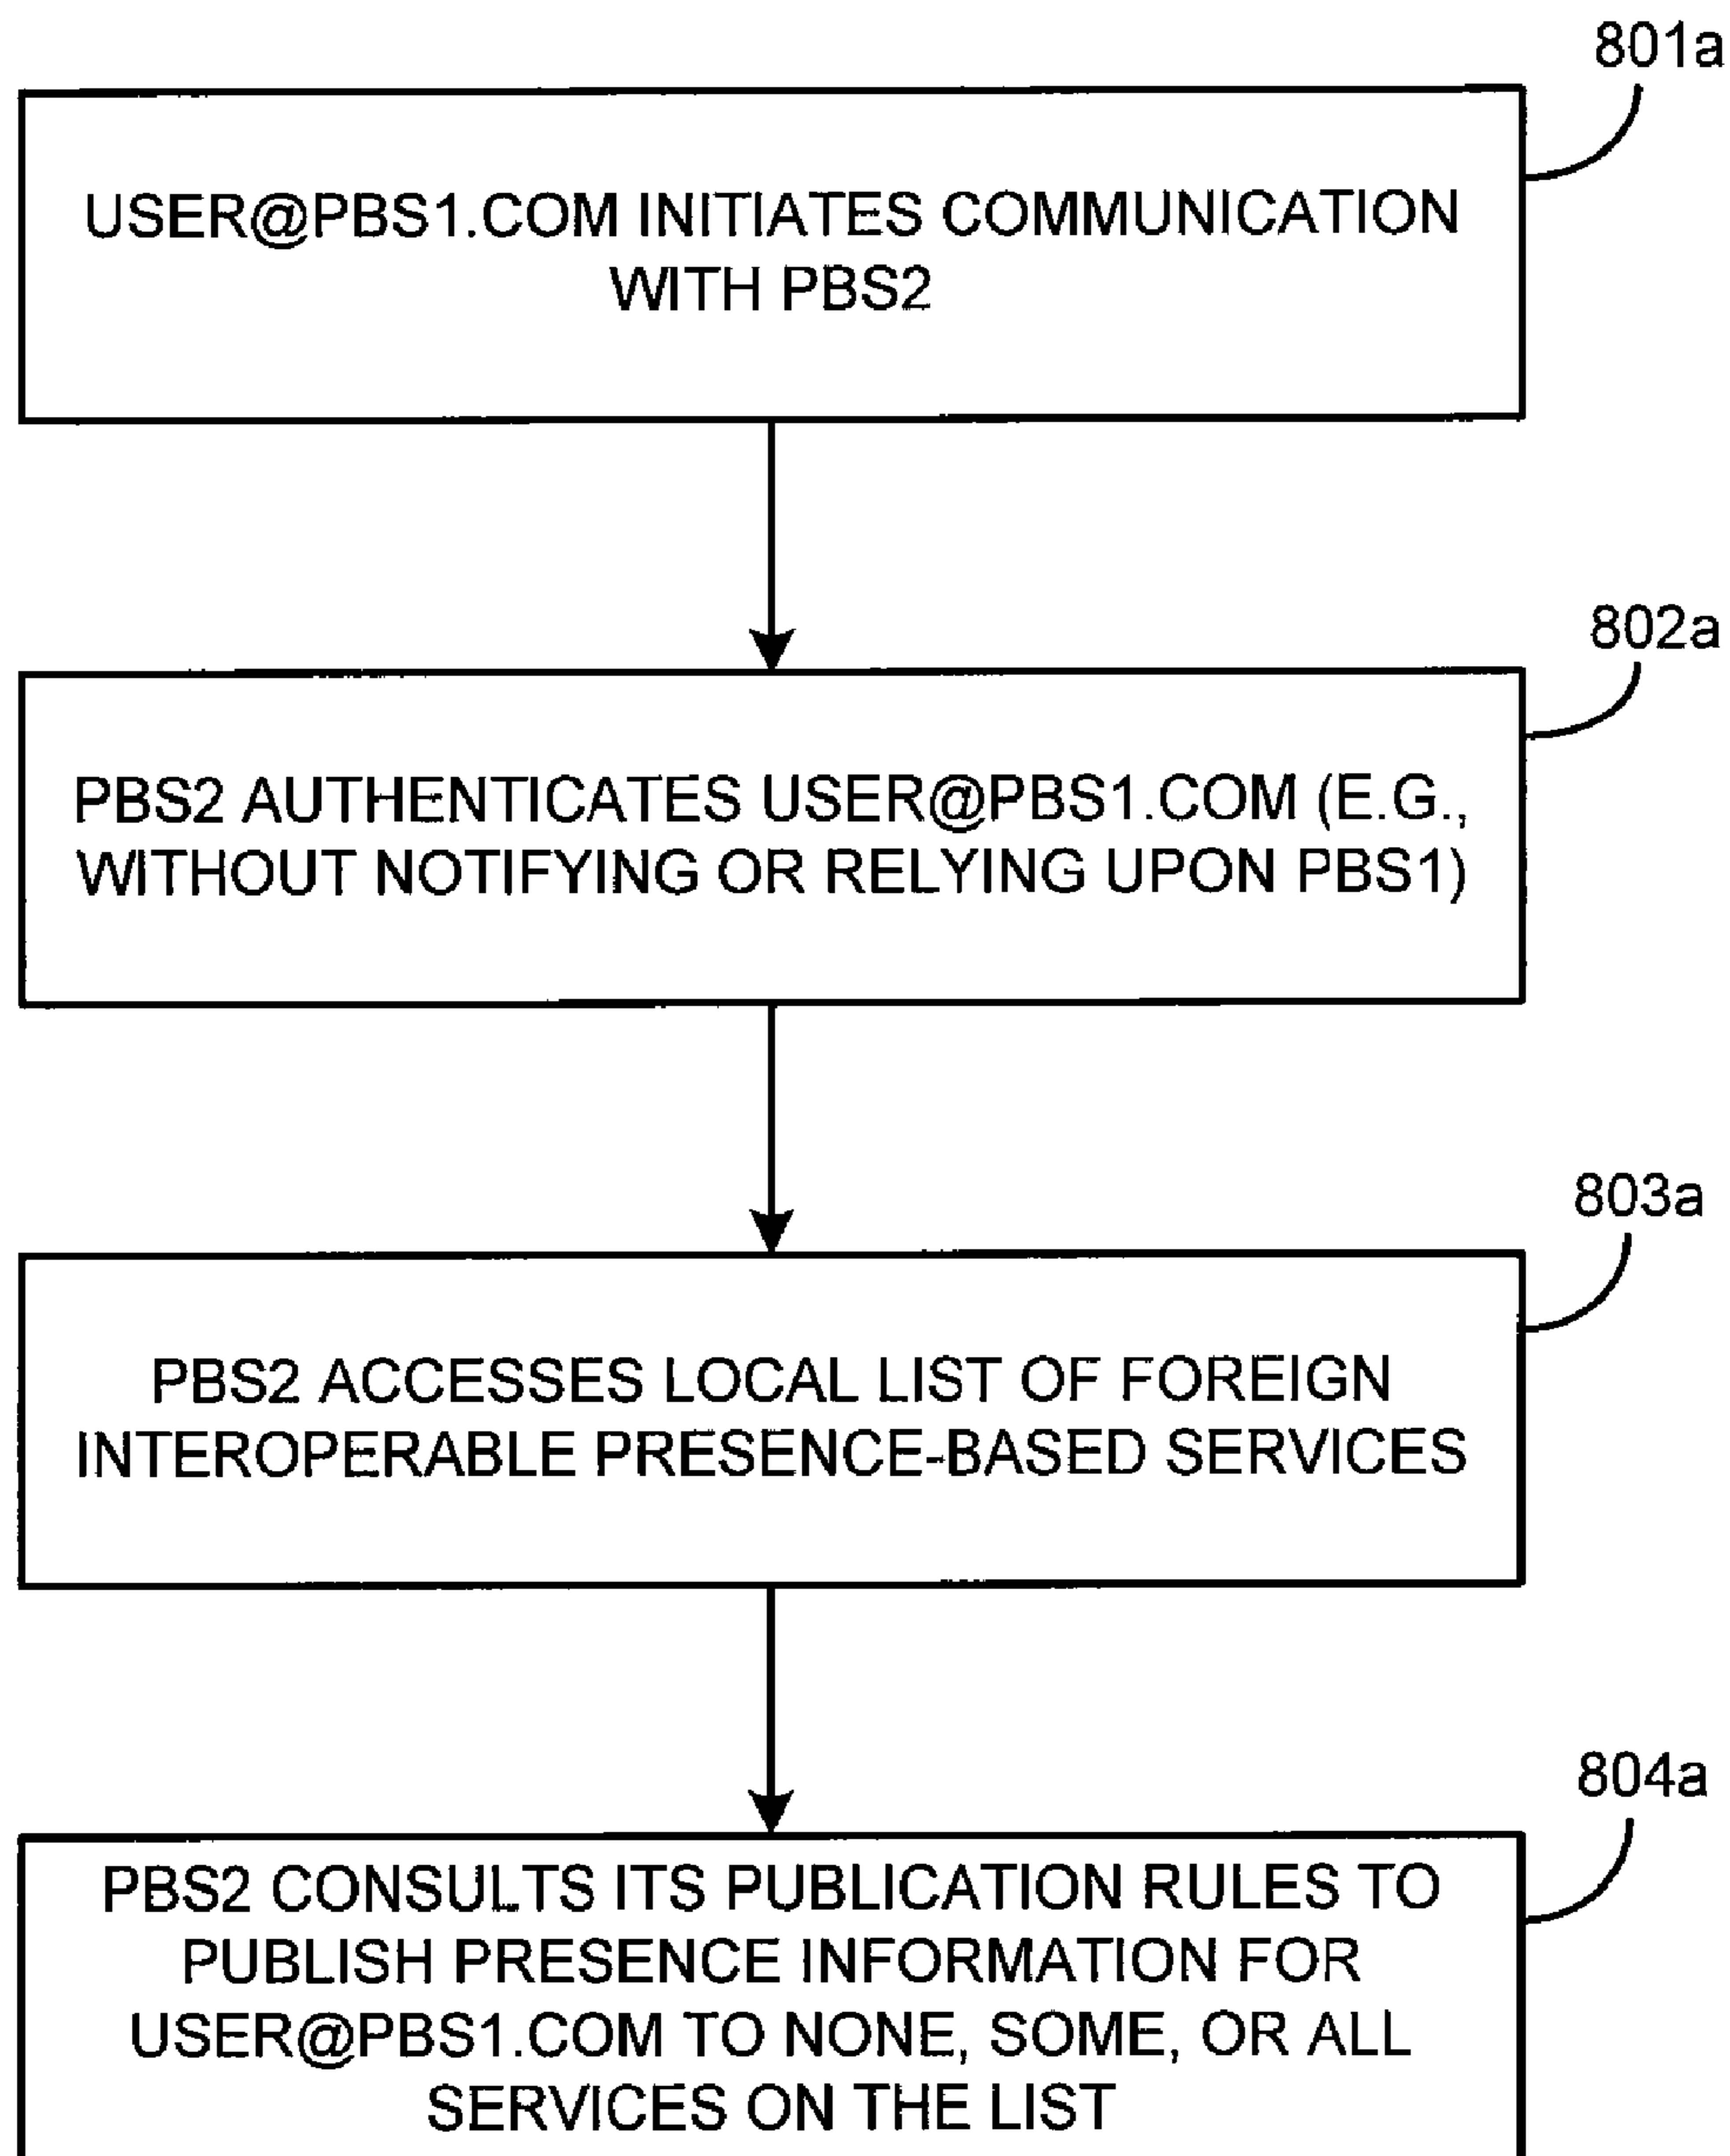 801a
USER@PBS1.COM INITIATES COMMUNICATION
WITH PBS2
802a
PBS2 AUTHENTICATES USER@PBS1.COM (E.G.,
WITHOUT NOTIFYING OR RELYING UPON PBS1)
803a
PBS2 ACCESSES LOCAL LIST OF FOREIGN
INTEROPERABLE PRESENCE-BASED SERVICES
804a
PBS2 CONSULTS ITS PUBLICATION RULES TO
PUBLISH PRESENCE INFORMATION FOR
USER@PBS1.COM TO NONE, SOME, OR ALL
SERVICES ON THE LIST